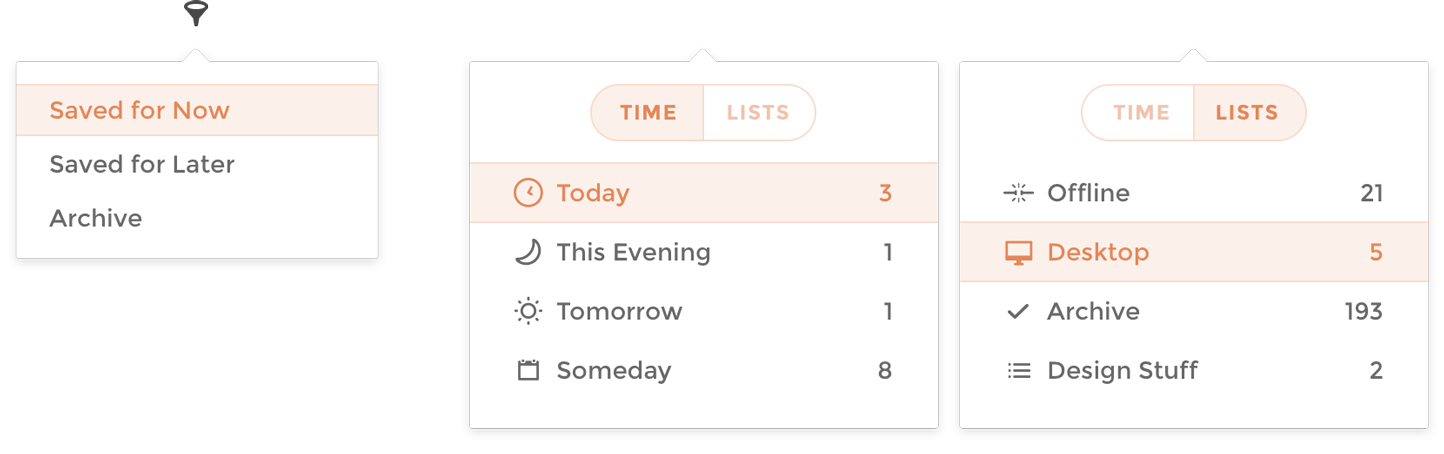 Saved for Now
Saved for Later
Archive
TIME LISTS
Today 3
This Evening 1
Tomorrow 1
Someday 8
TIME LISTS
Offline 21
Desktop 5
Archive 193
Design Stuff 2